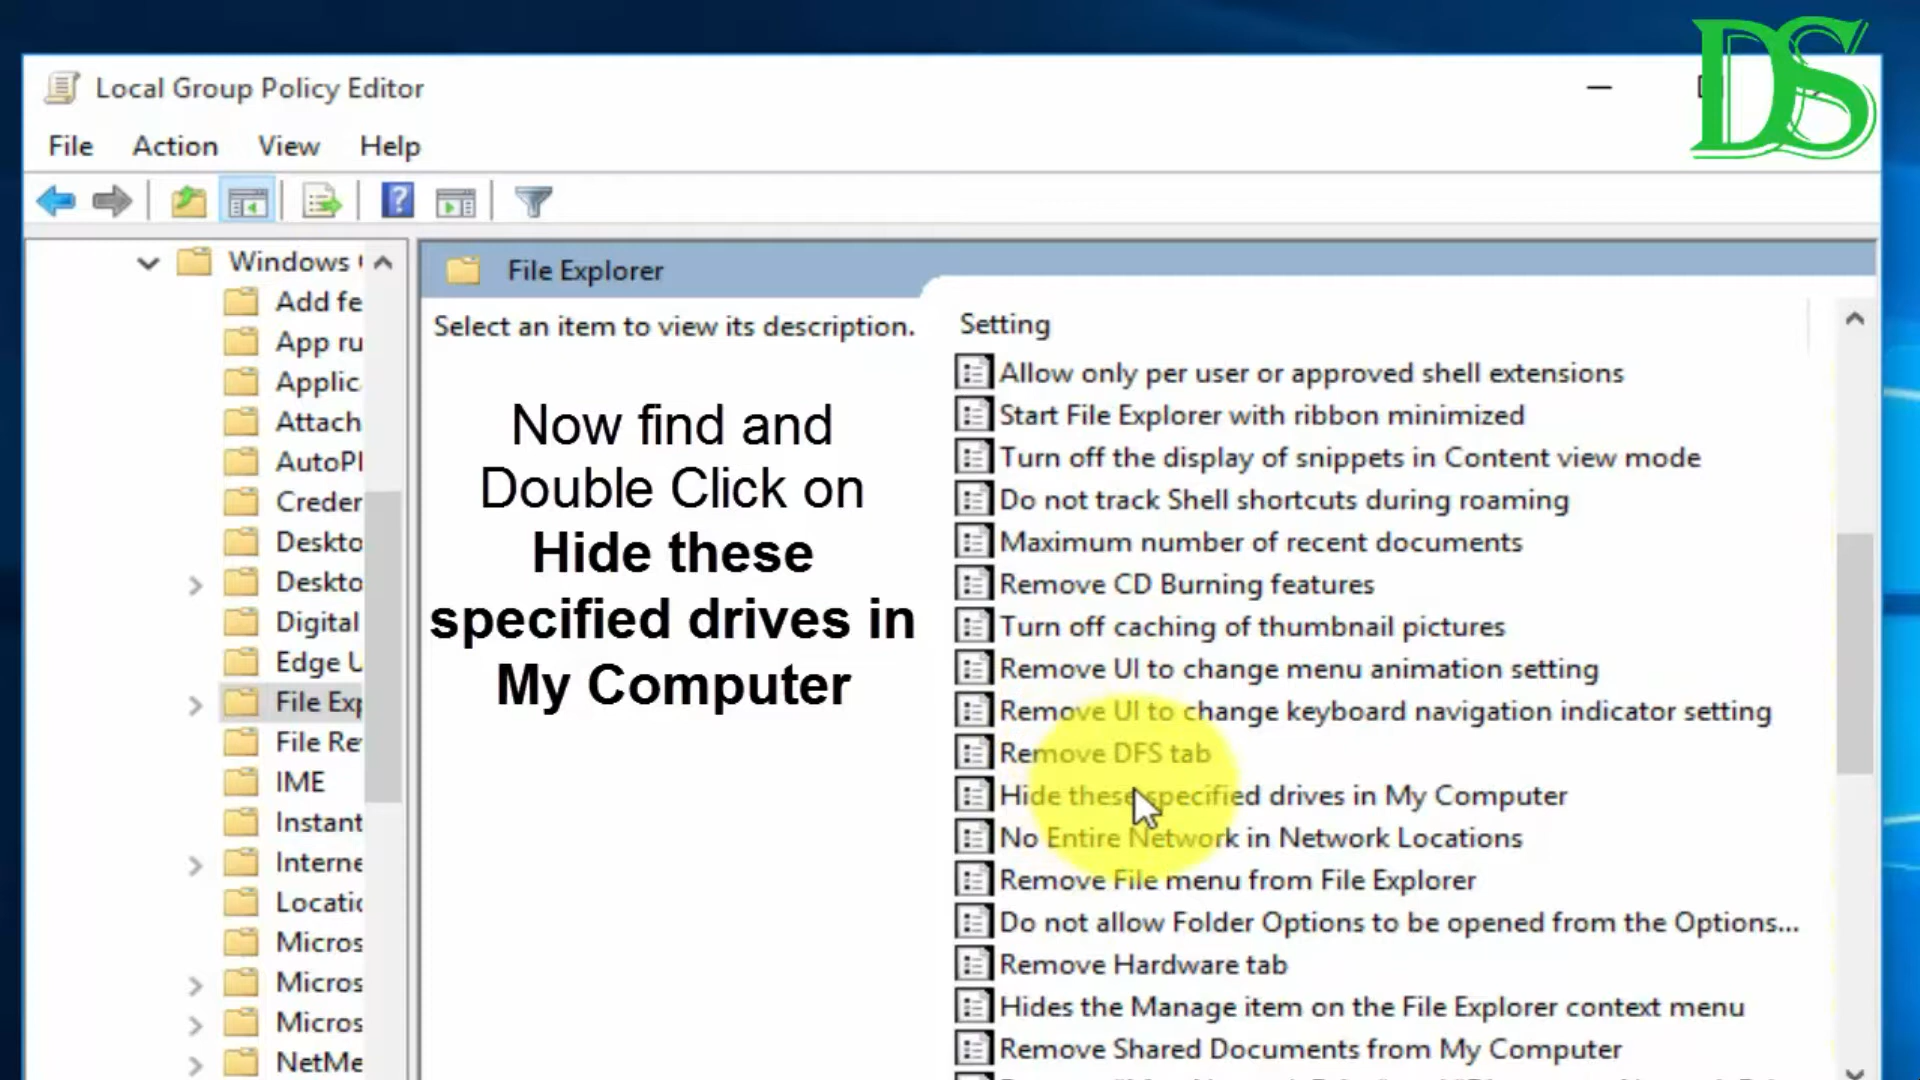 DS
Local Group Policy Editor
File Action View Help
Windows
Add fe
App ru
Applic
Attach
AutoPl
Creder
Deskto
Deskto
Digital
Edge U
File Exp
File Re
IME
Instant
Interne
Locatio
Micros
Micros
Micros
NetMe
File Explorer
Select an item to view its description.
Now find and
Double Click on
Hide these
specified drives in
My Computer
Setting
Allow only per user or approved shell extensions
Start File Explorer with ribbon minimized
Turn off the display of snippets in Content view mode
Do not track Shell shortcuts during roaming
Maximum number of recent documents
Remove CD Burning features
Turn off caching of thumbnail pictures
Remove UI to change menu animation setting
Remove UI to change keyboard navigation indicator setting
Remove DFS tab
Hide these specified drives in My Computer
No Entire Network in Network Locations
Remove File menu from File Explorer
Do not allow Folder Options to be opened from the Options...
Remove Hardware tab
Hides the Manage item on the File Explorer context menu
Remove Shared Documents from My Computer